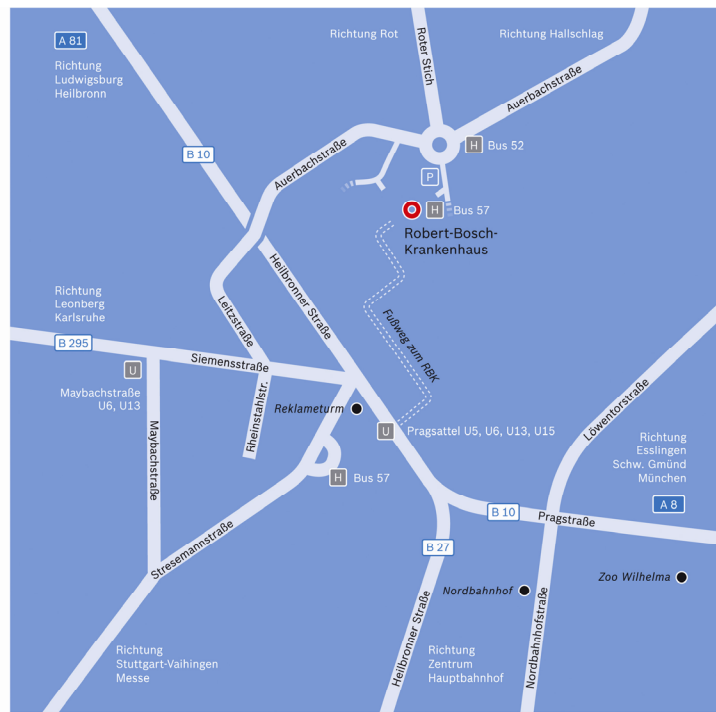 A 81
Richtung
Ludwigsburg
Heilbronn
Richtung Rot
Roter Stich
Richtung Hallschlag
Auerbachstraße
B 10
Auerbachstraße
H Bus 52
P
H Bus 57
Robert-Bosch-
Krankenhaus
Richtung
Leonberg
Karlsruhe
Leitzstraße
Heilbronner Straße
Fußweg zum RBK
B 295
Siemensstraße
U
Maybachstraße
U6, U13
Maybachstraße
Rheinstahlstr.
Reklameturm
U Pragsattel U5, U6, U13, U15
Löwentorstraße
Richtung
Esslingen
Schw. Gmünd
München
A 8
H Bus 57
B 10
Pragstraße
Stresemannstraße
B 27
Nordbahnhof
Zoo Wilhelma
Heilbronner Straße
Nordbahnhofstraße
Richtung
Stuttgart-Vaihingen
Messe
Richtung
Zentrum
Hauptbahnhof